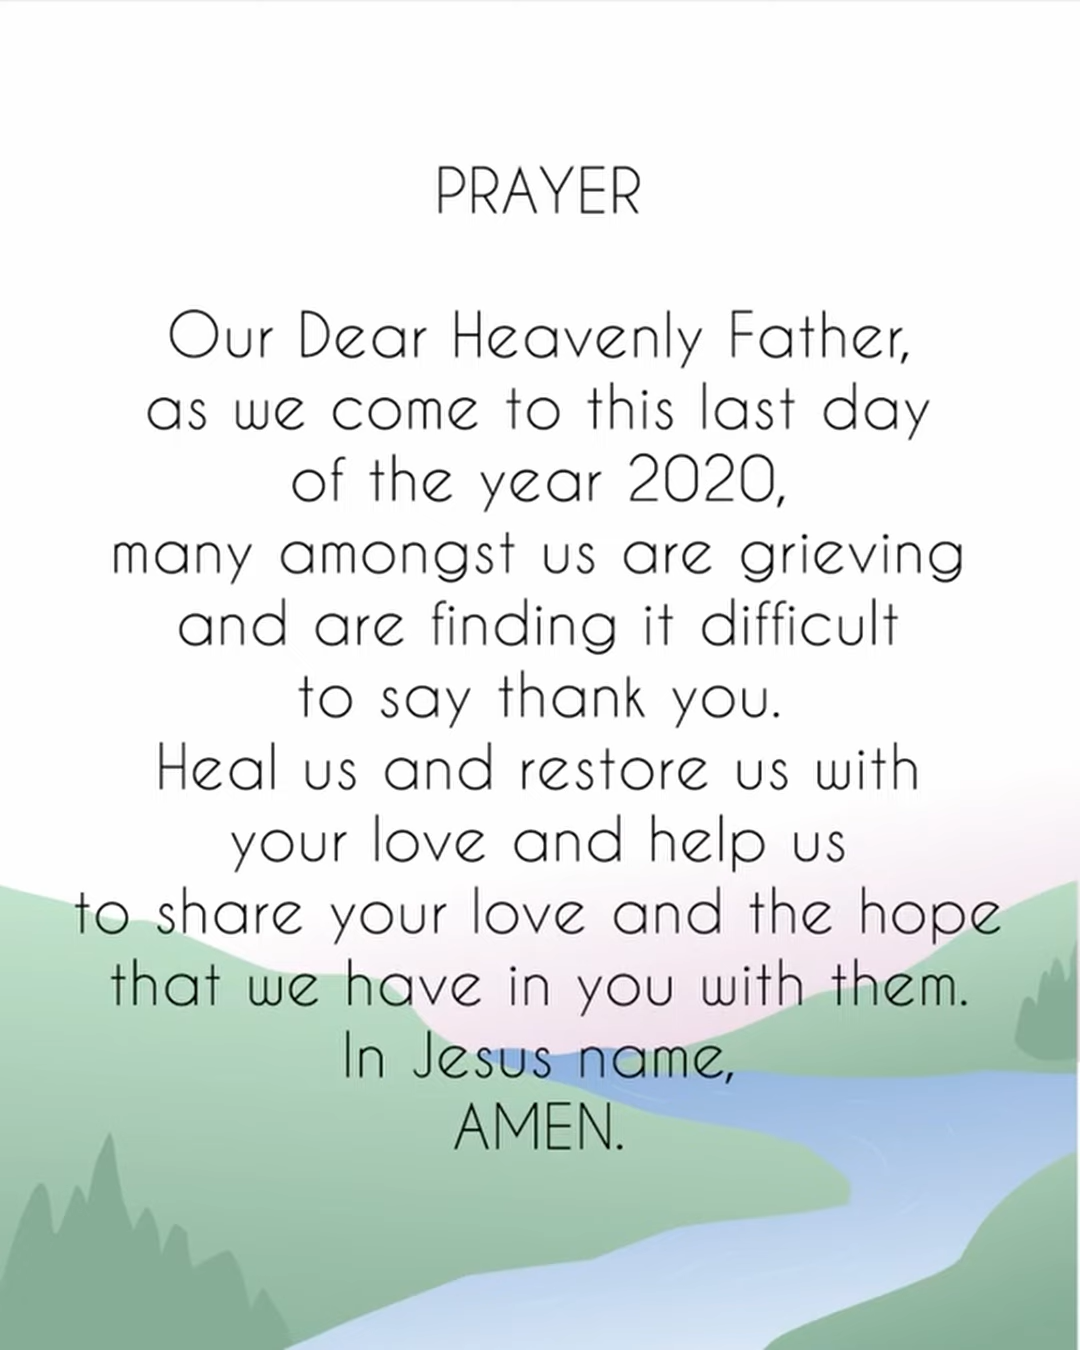 PRAYER
Our Dear Heavenly Father,
as we come to this last day
of the year 2020,
many amongst us are grieving
and are finding it difficult
to say thank you.
Heal us and restore us with
your love and help us
to share your love and the hope
that we have in you with them.
In Jesus name,
AMEN.